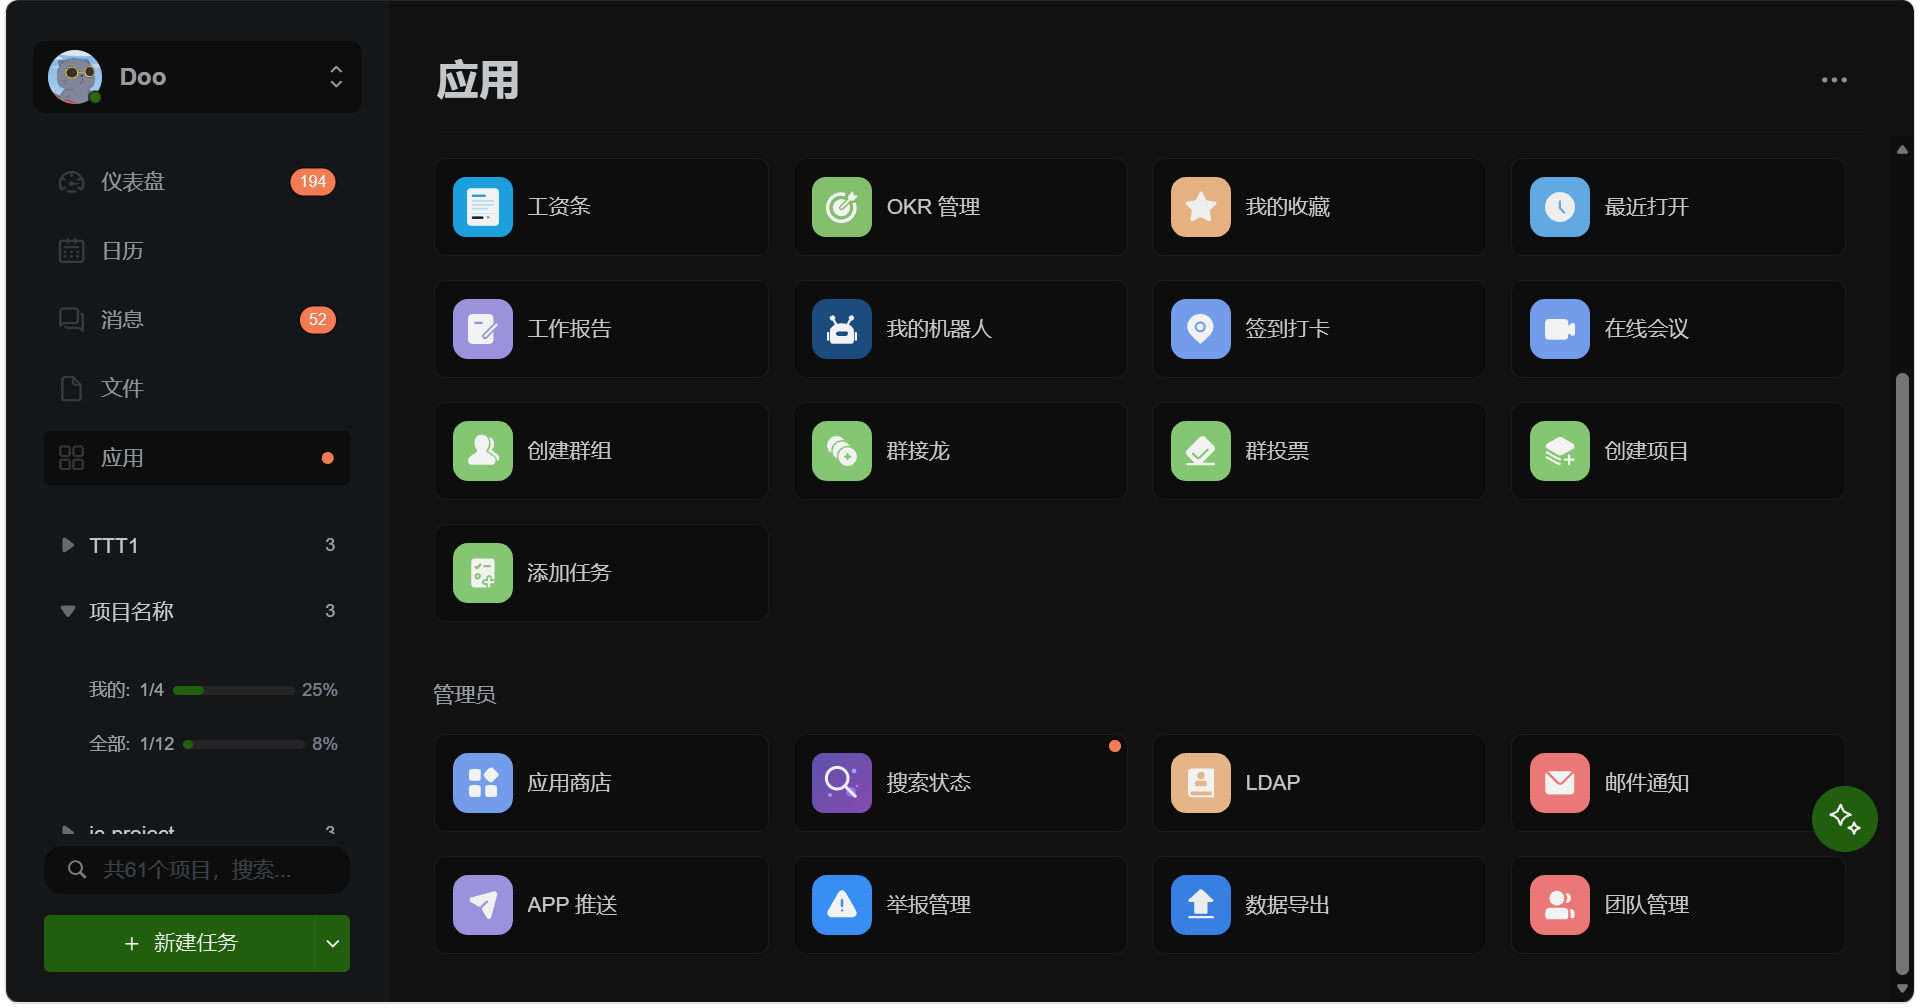 Doo
仪表盘 194
日历
消息 52
文件
应用
TTT1 3
项目名称 3
我的: 1/4 25%
全部: 1/12 8%
ic-project 3
共61个项目，搜索...
+ 新建任务
应用
工资条
OKR 管理
我的收藏
最近打开
工作报告
我的机器人
签到打卡
在线会议
创建群组
群接龙
群投票
创建项目
添加任务
管理员
应用商店
搜索状态
LDAP
邮件通知
APP 推送
举报管理
数据导出
团队管理